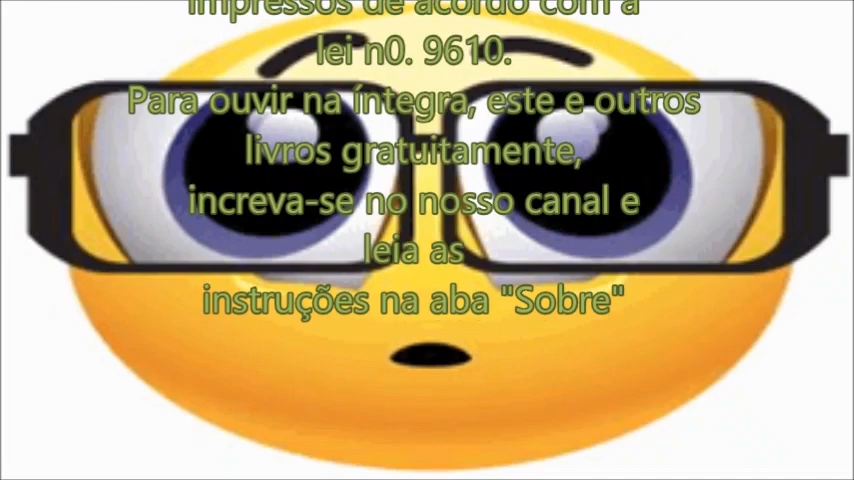 impressos de acordo com a
lei n0. 9610.
Para ouvir na íntegra, este e outros
livros gratuitamente,
increva-se no nosso canal e
leia as
instruções na aba "Sobre"